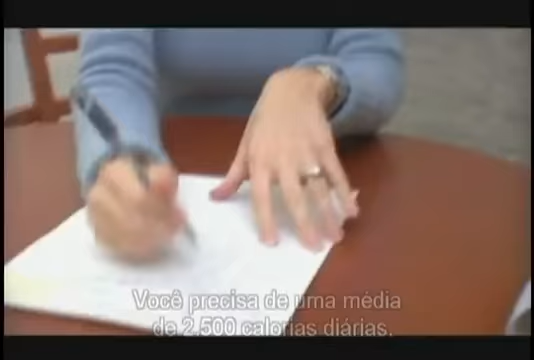 Você precisa de uma média
de 2.500 calorias diárias.